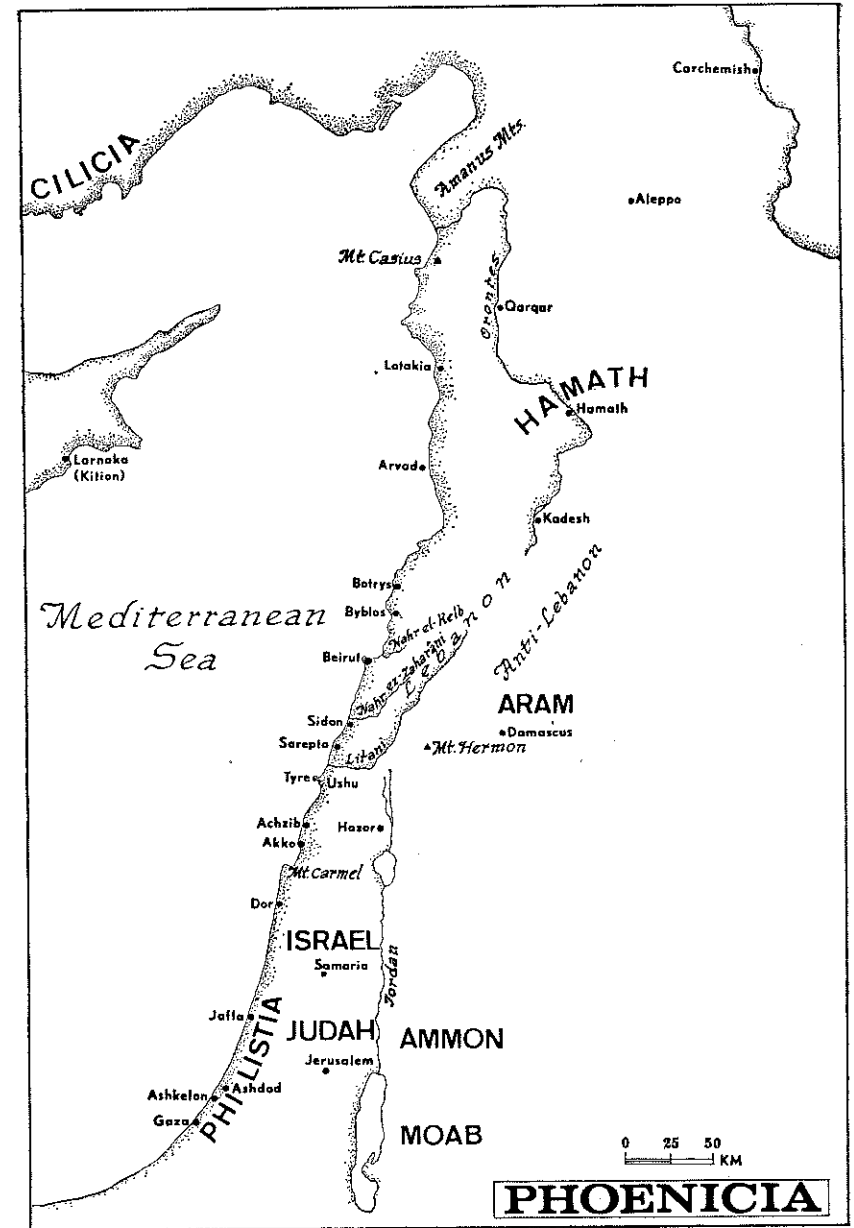 Carchemish
CILICIA
Amanus Mts.
Aleppo
Mt. Casius
Orontes
Qarqar
Latakia
HAMATH
Hamath
Larnaka
(Kition)
Arvad
Kadesh
Botrys
Byblos
Mediterranean
Sea
Nahr el-Kelb
Beirut
Nahr ez-Zaharāni
Lebanon
Anti-Lebanon
ARAM
Sidon
Damascus
Sarepta
Litani
Mt. Hermon
Tyre
Ushu
Achzib
Hazor
Akko
Mt. Carmel
Dor
ISRAEL
Samaria
Jordan
Jaffa
JUDAH
AMMON
Jerusalem
PHILISTIA
Ashdod
Ashkelon
Gaza
MOAB
0 25 50
KM
PHOENICIA